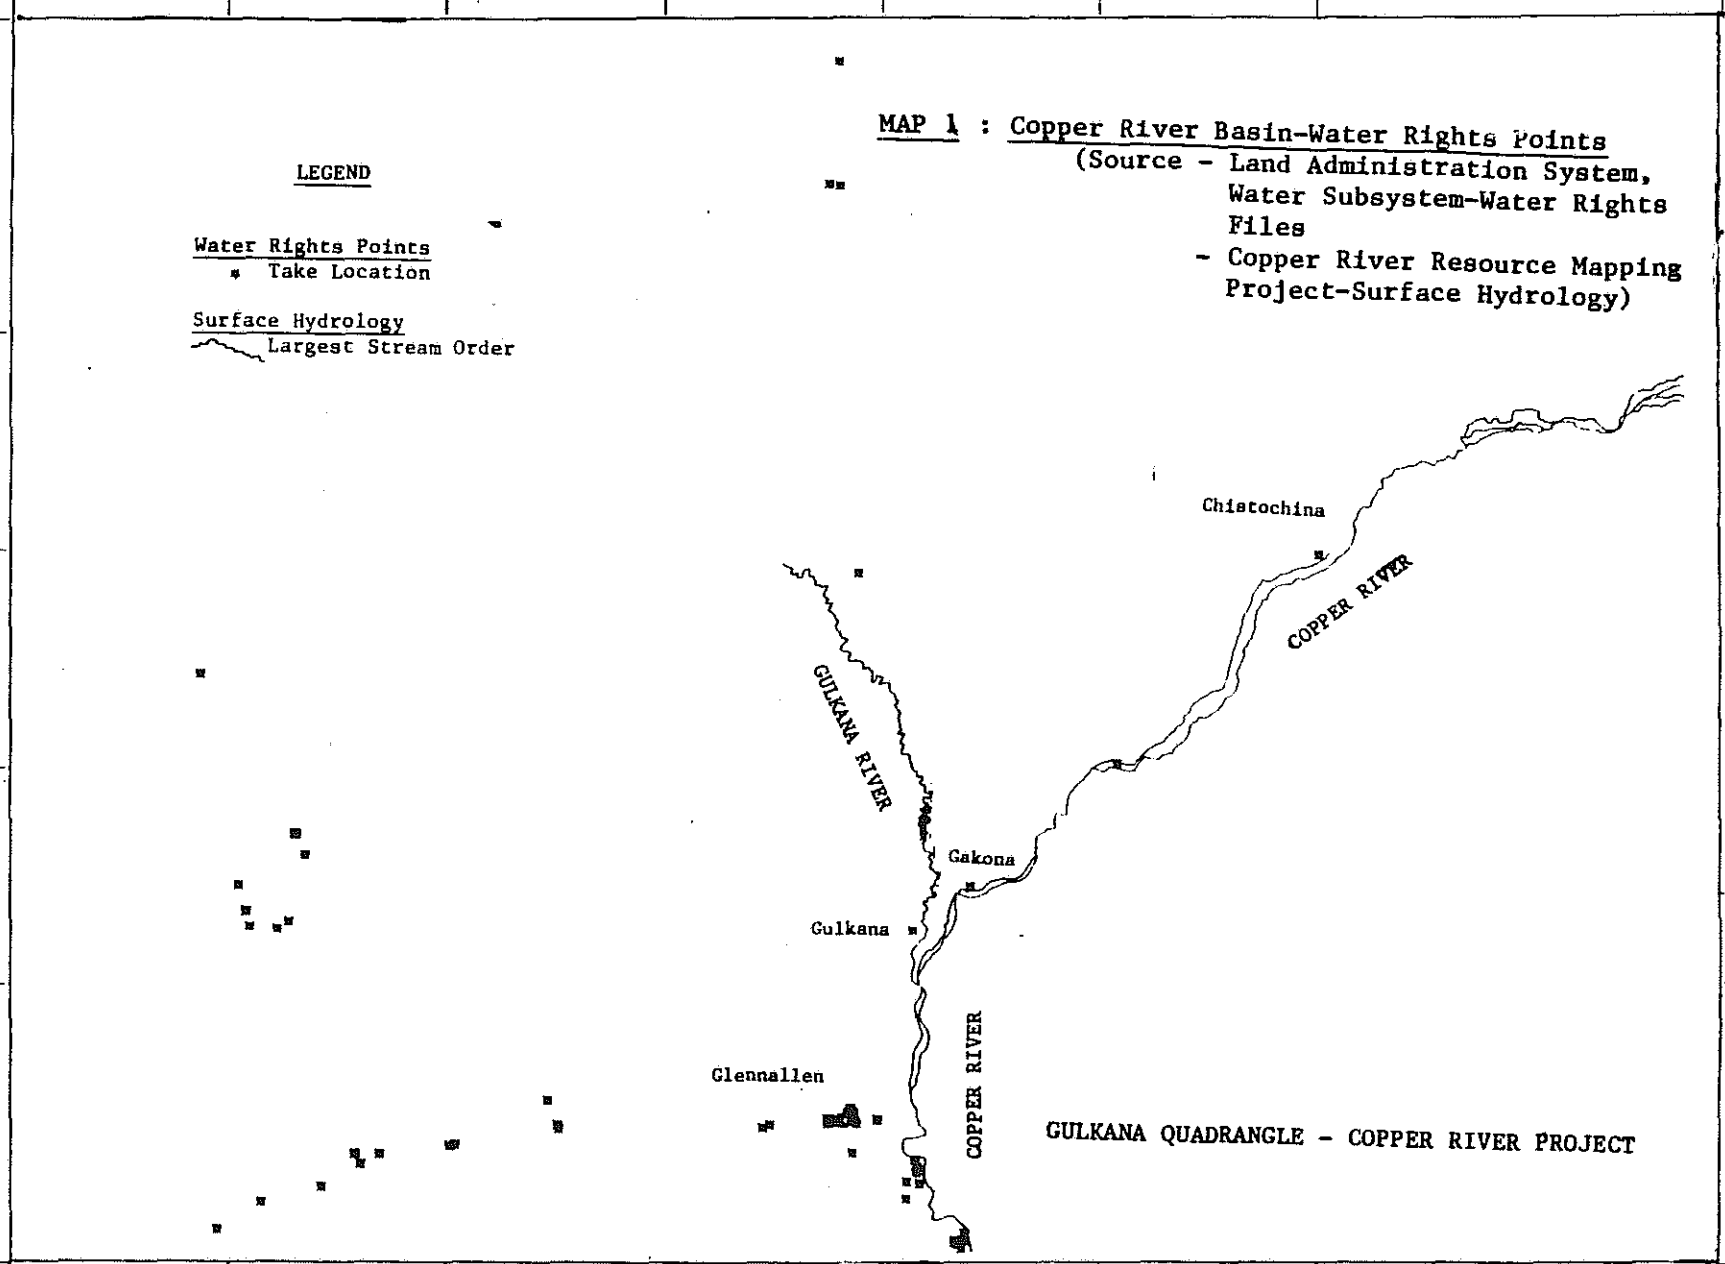 MAP 1 : Copper River Basin-Water Rights Points
(Source - Land Administration System,
Water Subsystem-Water Rights
Files
- Copper River Resource Mapping
Project-Surface Hydrology)
LEGEND
Water Rights Points
Take Location
Surface Hydrology
Largest Stream Order
Chistochina
COPPER RIVER
GULKANA RIVER
Gakona
Gulkana
COPPER RIVER
Glennallen
GULKANA QUADRANGLE - COPPER RIVER PROJECT